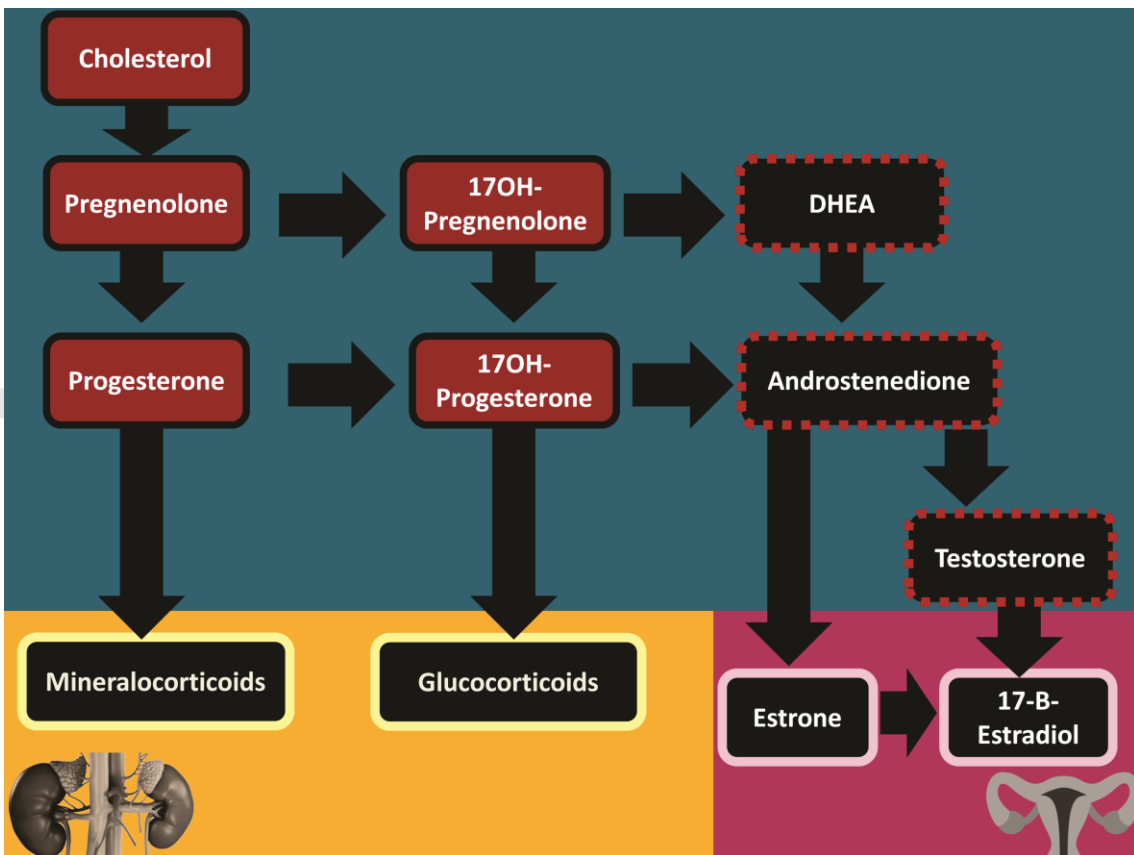 Cholesterol
Pregnenolone
17OH-
Pregnenolone
DHEA
Progesterone
17OH-
Progesterone
Androstenedione
Testosterone
Mineralocorticoids
Glucocorticoids
Estrone
17-B-
Estradiol